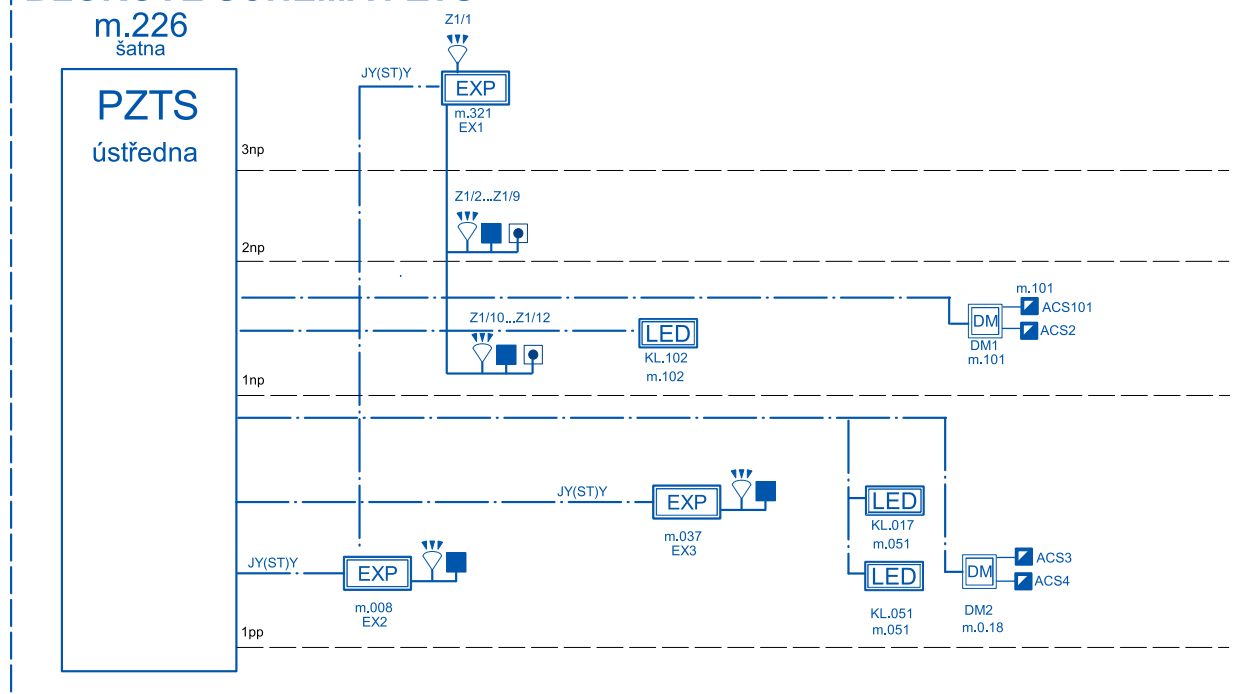 m.226
šatna
PZTS
ústředna
Z1/1
JY(ST)Y
EXP
m.321
EX1
3np
Z1/2...Z1/9
2np
m.101
ACS101
DM
ACS2
DM1
m.101
Z1/10...Z1/12
LED
KL.102
m.102
1np
JY(ST)Y
EXP
m.037
EX3
LED
KL.017
m.051
JY(ST)Y
EXP
m.008
EX2
LED
KL.051
m.051
DM
ACS3
ACS4
DM2
m.0.18
1pp